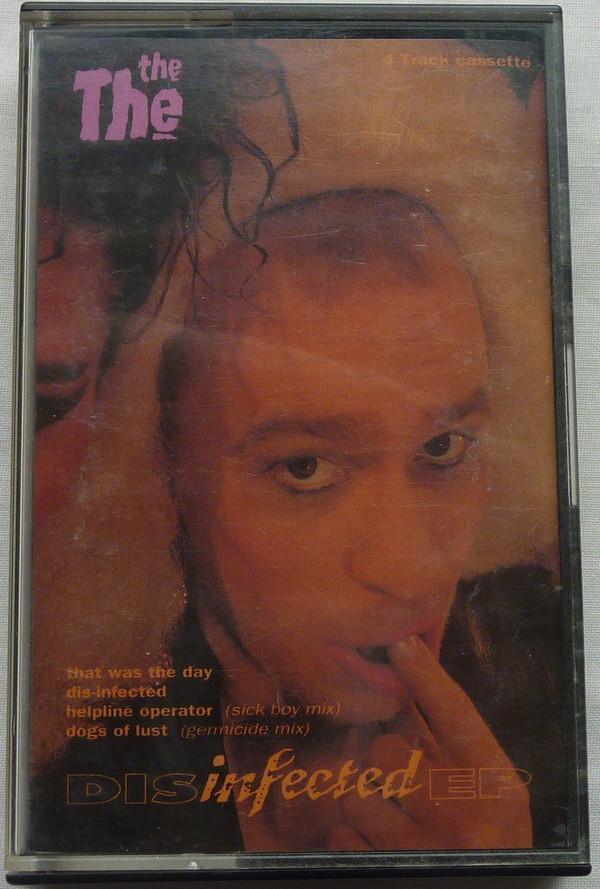 the
The
4 Track cassette
that was the day
dis-infected
helpline operator (sick boy mix)
dogs of lust (germicide mix)
DISinfected EP